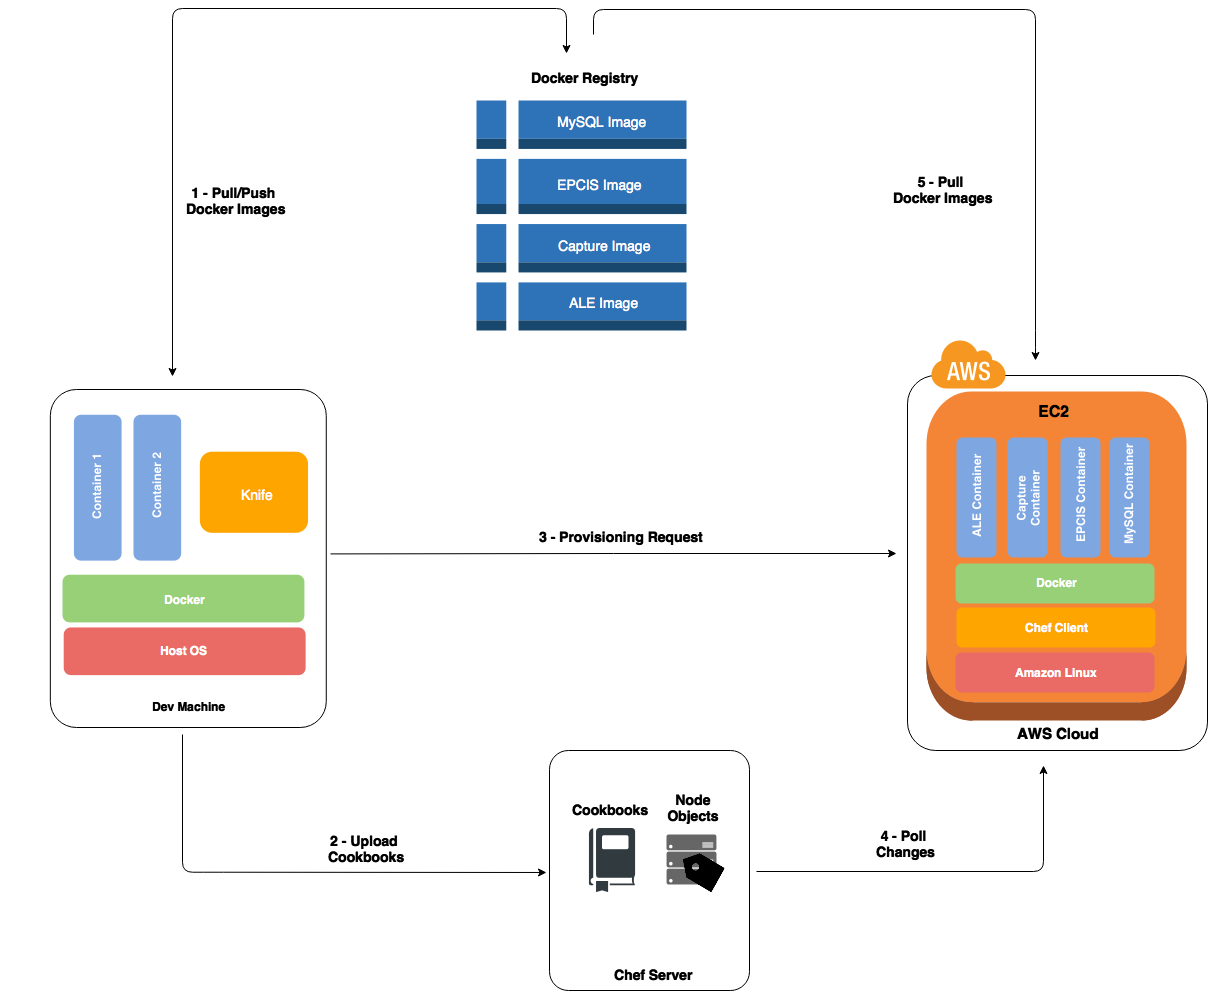 Docker Registry
MySQL Image
EPCIS Image
Capture Image
ALE Image
1 - Pull/Push
Docker Images
5 - Pull
Docker Images
Container 1
Container 2
Knife
Docker
Host OS
Dev Machine
3 - Provisioning Request
AWS
EC2
ALE Container
Capture
Container
EPCIS Container
MySQL Container
Docker
Chef Client
Amazon Linux
AWS Cloud
2 - Upload
Cookbooks
Cookbooks
Node
Objects
Chef Server
4 - Poll
Changes